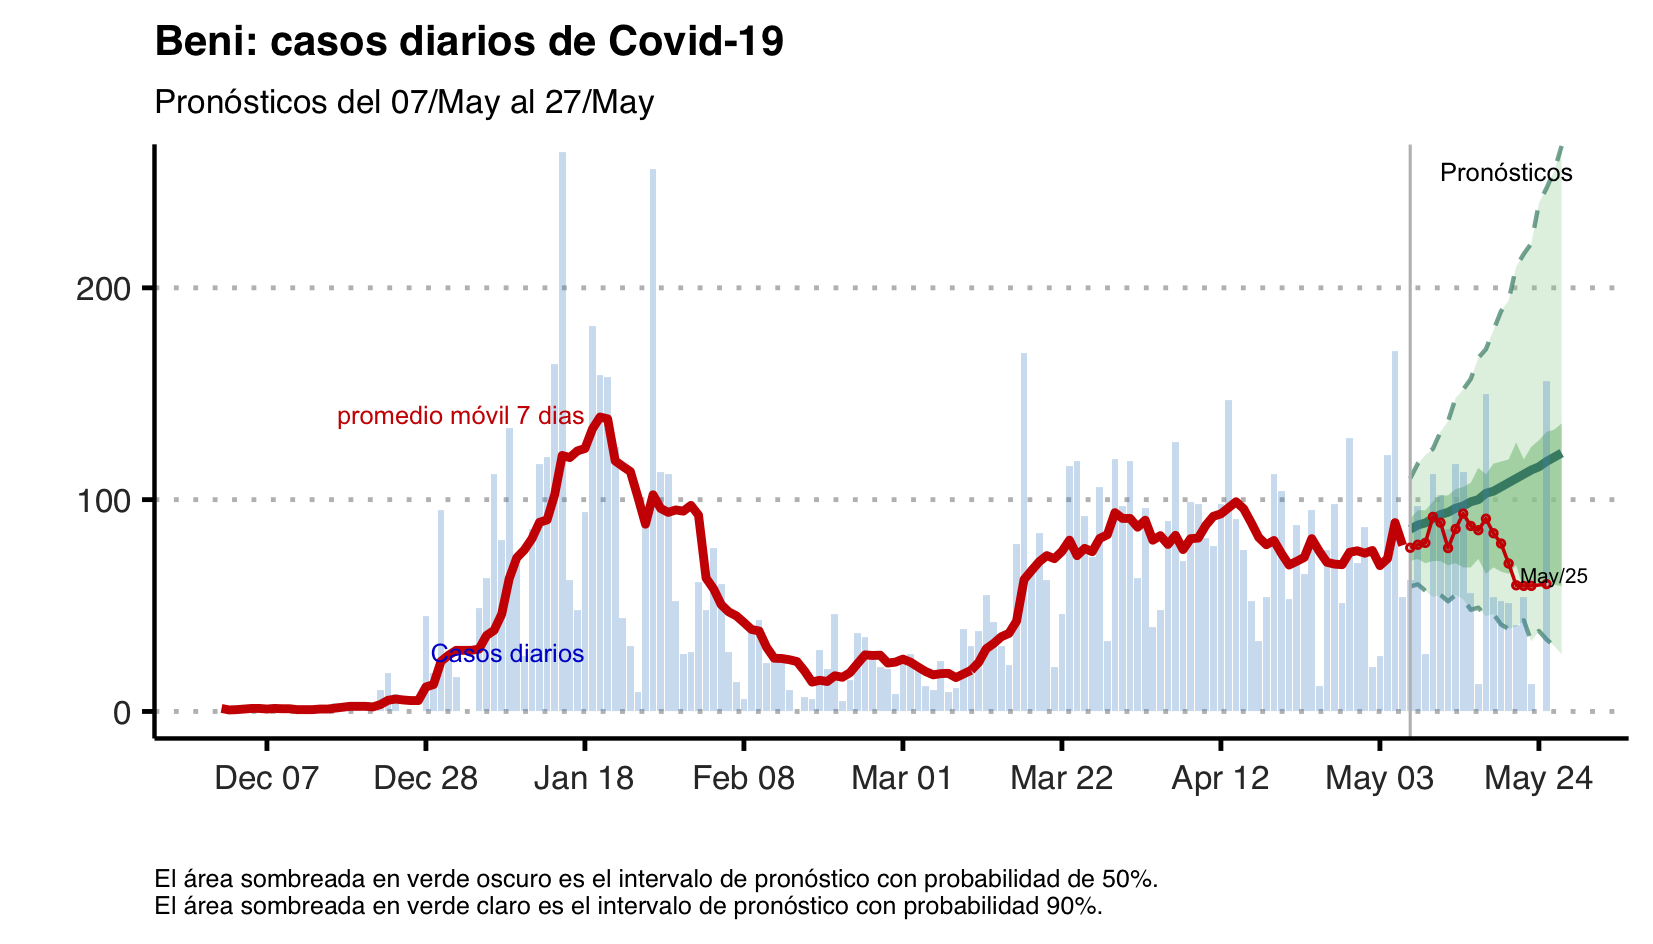 Beni: casos diarios de Covid-19
Pronósticos del 07/May al 27/May
Pronósticos
200
promedio móvil 7 dias
100
May/25
Casos diarios
0
Dec 07 Dec 28 Jan 18 Feb 08 Mar 01 Mar 22 Apr 12 May 03 May 24
El área sombreada en verde oscuro es el intervalo de pronóstico con probabilidad de 50%.
El área sombreada en verde claro es el intervalo de pronóstico con probabilidad 90%.